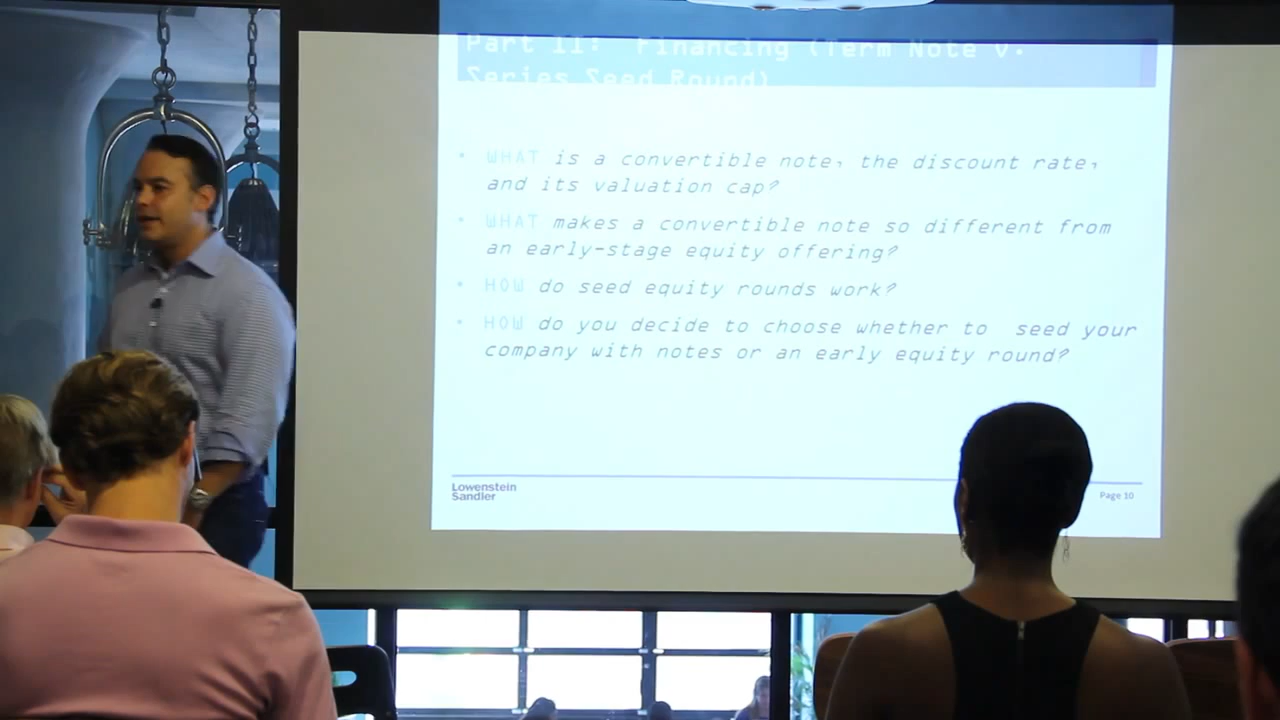 Part II: Financing (Term Note v.
Series Seed Round)
• WHAT is a convertible note, the discount rate,
and its valuation cap?
• WHAT makes a convertible note so different from
an early-stage equity offering?
• HOW do seed equity rounds work?
• HOW do you decide to choose whether to seed your
company with notes or an early equity round?
Lowenstein
Sandler
Page 10